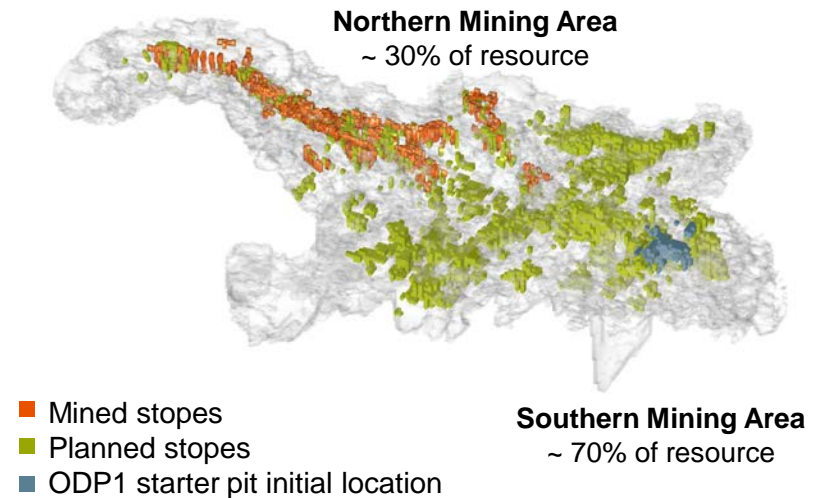 Northern Mining Area
~ 30% of resource
Mined stopes
Planned stopes
ODP1 starter pit initial location
Southern Mining Area
~ 70% of resource